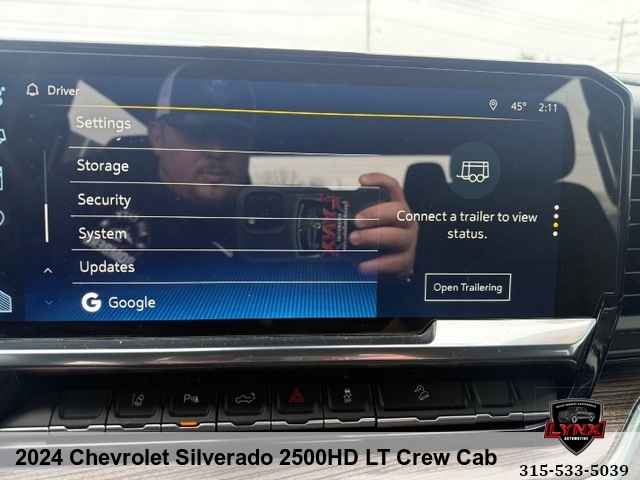 Driver
45° 2:11
Settings
Storage
Security
System
Updates
Google
Connect a trailer to view
status.
Open Trailering
LYNX
AUTOMOTIVE
2024 Chevrolet Silverado 2500HD LT Crew Cab
315-533-5039